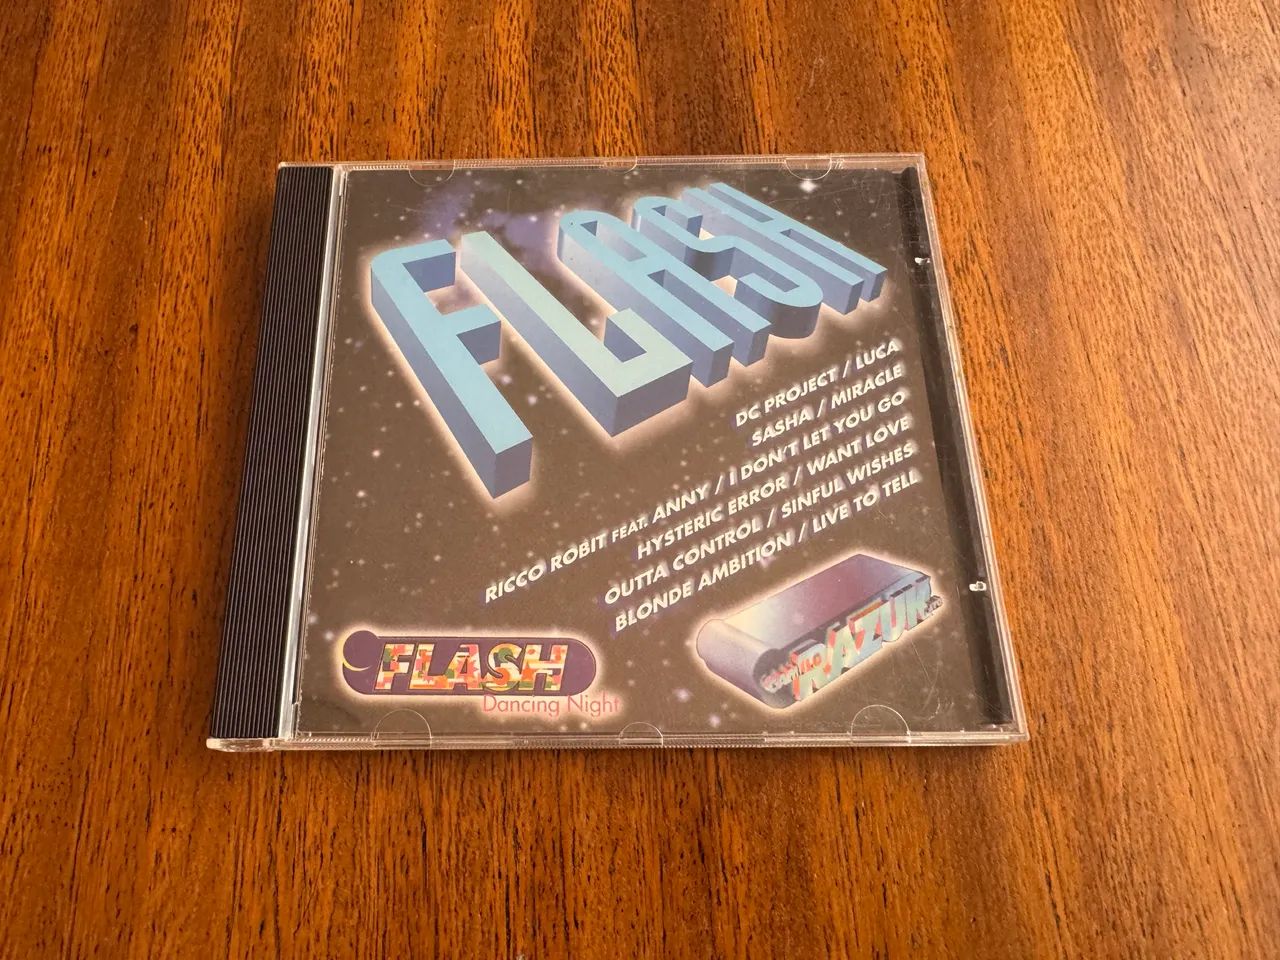 FLASH
DC PROJECT / LUCA
SASHA / MIRACLE
RICCO ROBIT FEAT. ANNY / I DON'T LET YOU GO
HYSTERIC ERROR / WANT LOVE
OUTTA CONTROL / SINFUL WISHES
BLONDE AMBITION / LIVE TO TELL
FLASH
Dancing Night
RAZUR